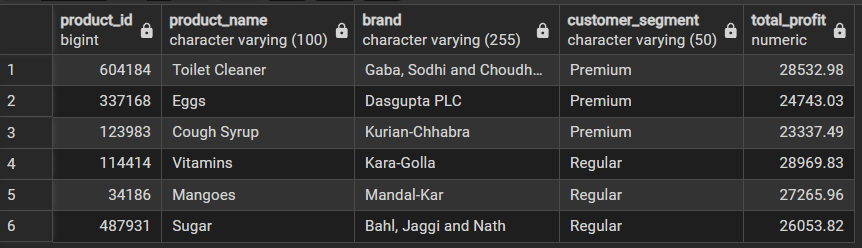 product_id product_name brand customer_segment total_profit
bigint character varying (100) character varying (255) character varying (50) numeric
1 604184 Toilet Cleaner Gaba, Sodhi and Choudh... Premium 28532.98
2 337168 Eggs Dasgupta PLC Premium 24743.03
3 123983 Cough Syrup Kurian-Chhabra Premium 23337.49
4 114414 Vitamins Kara-Golla Regular 28969.83
5 34186 Mangoes Mandal-Kar Regular 27265.96
6 487931 Sugar Bahl, Jaggi and Nath Regular 26053.82